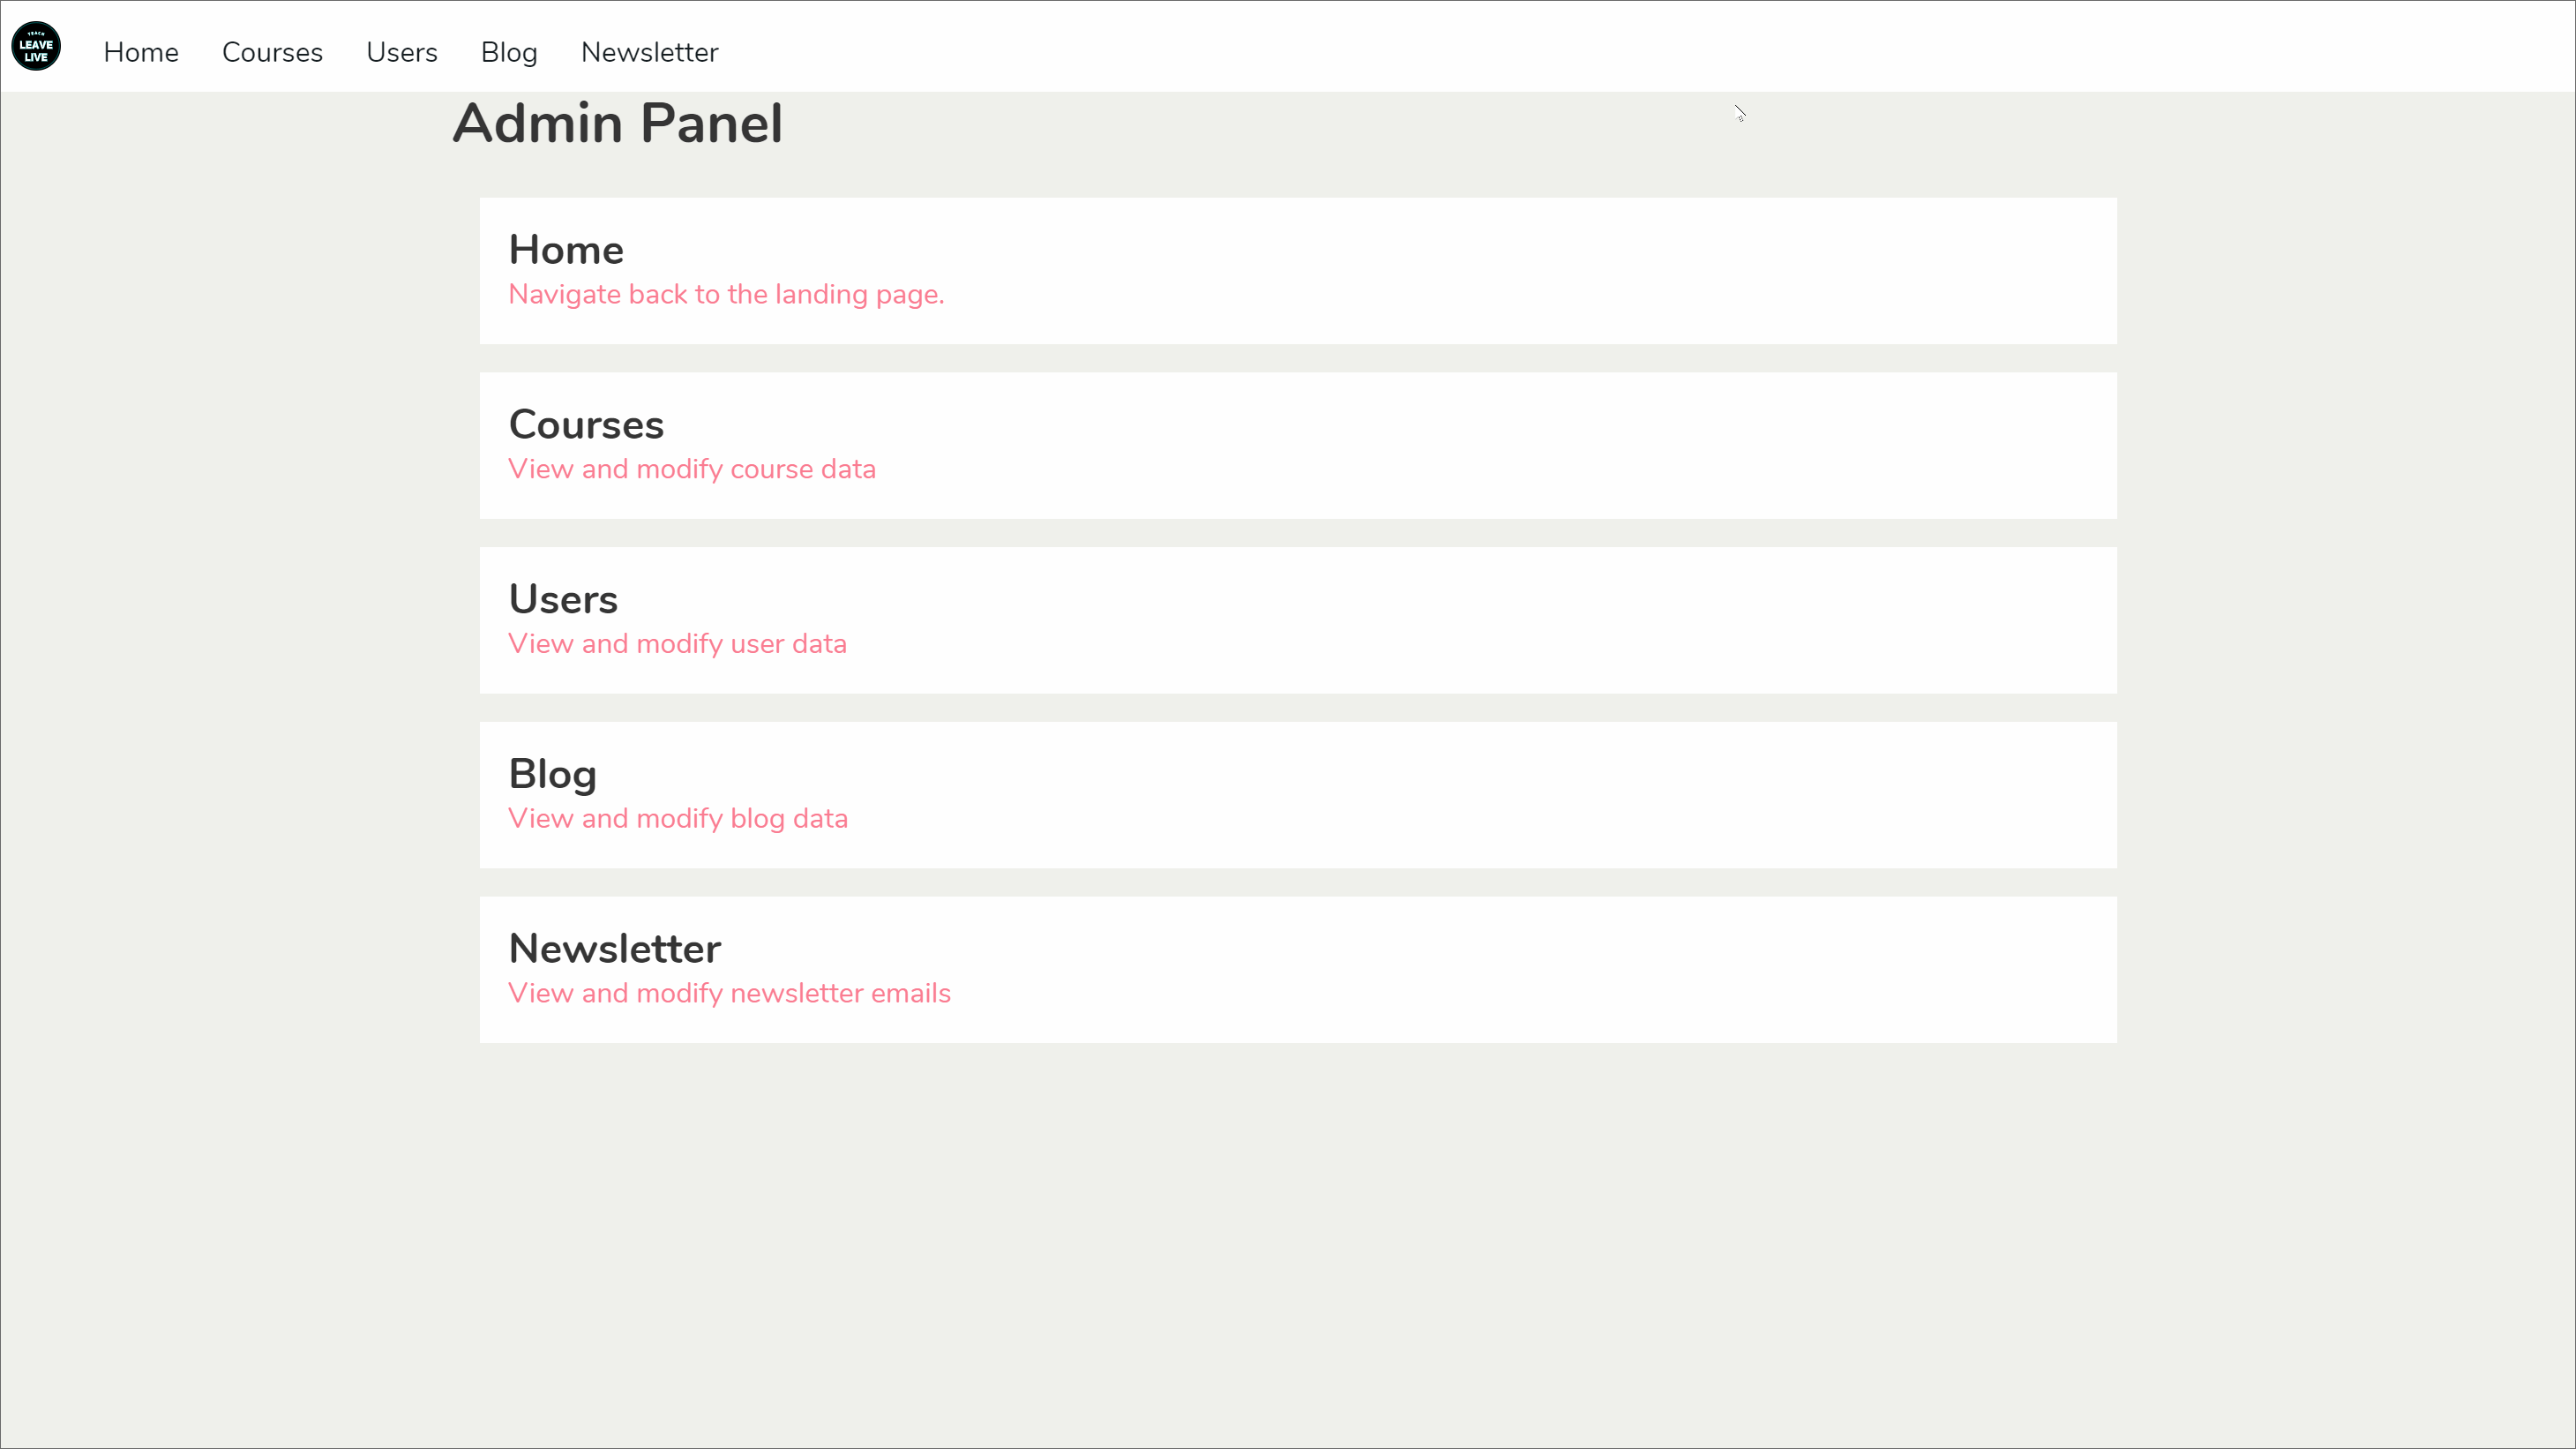 TEACH
LEAVE
LIVE
Home Courses Users Blog Newsletter
Admin Panel
Home
Navigate back to the landing page.
Courses
View and modify course data
Users
View and modify user data
Blog
View and modify blog data
Newsletter
View and modify newsletter emails